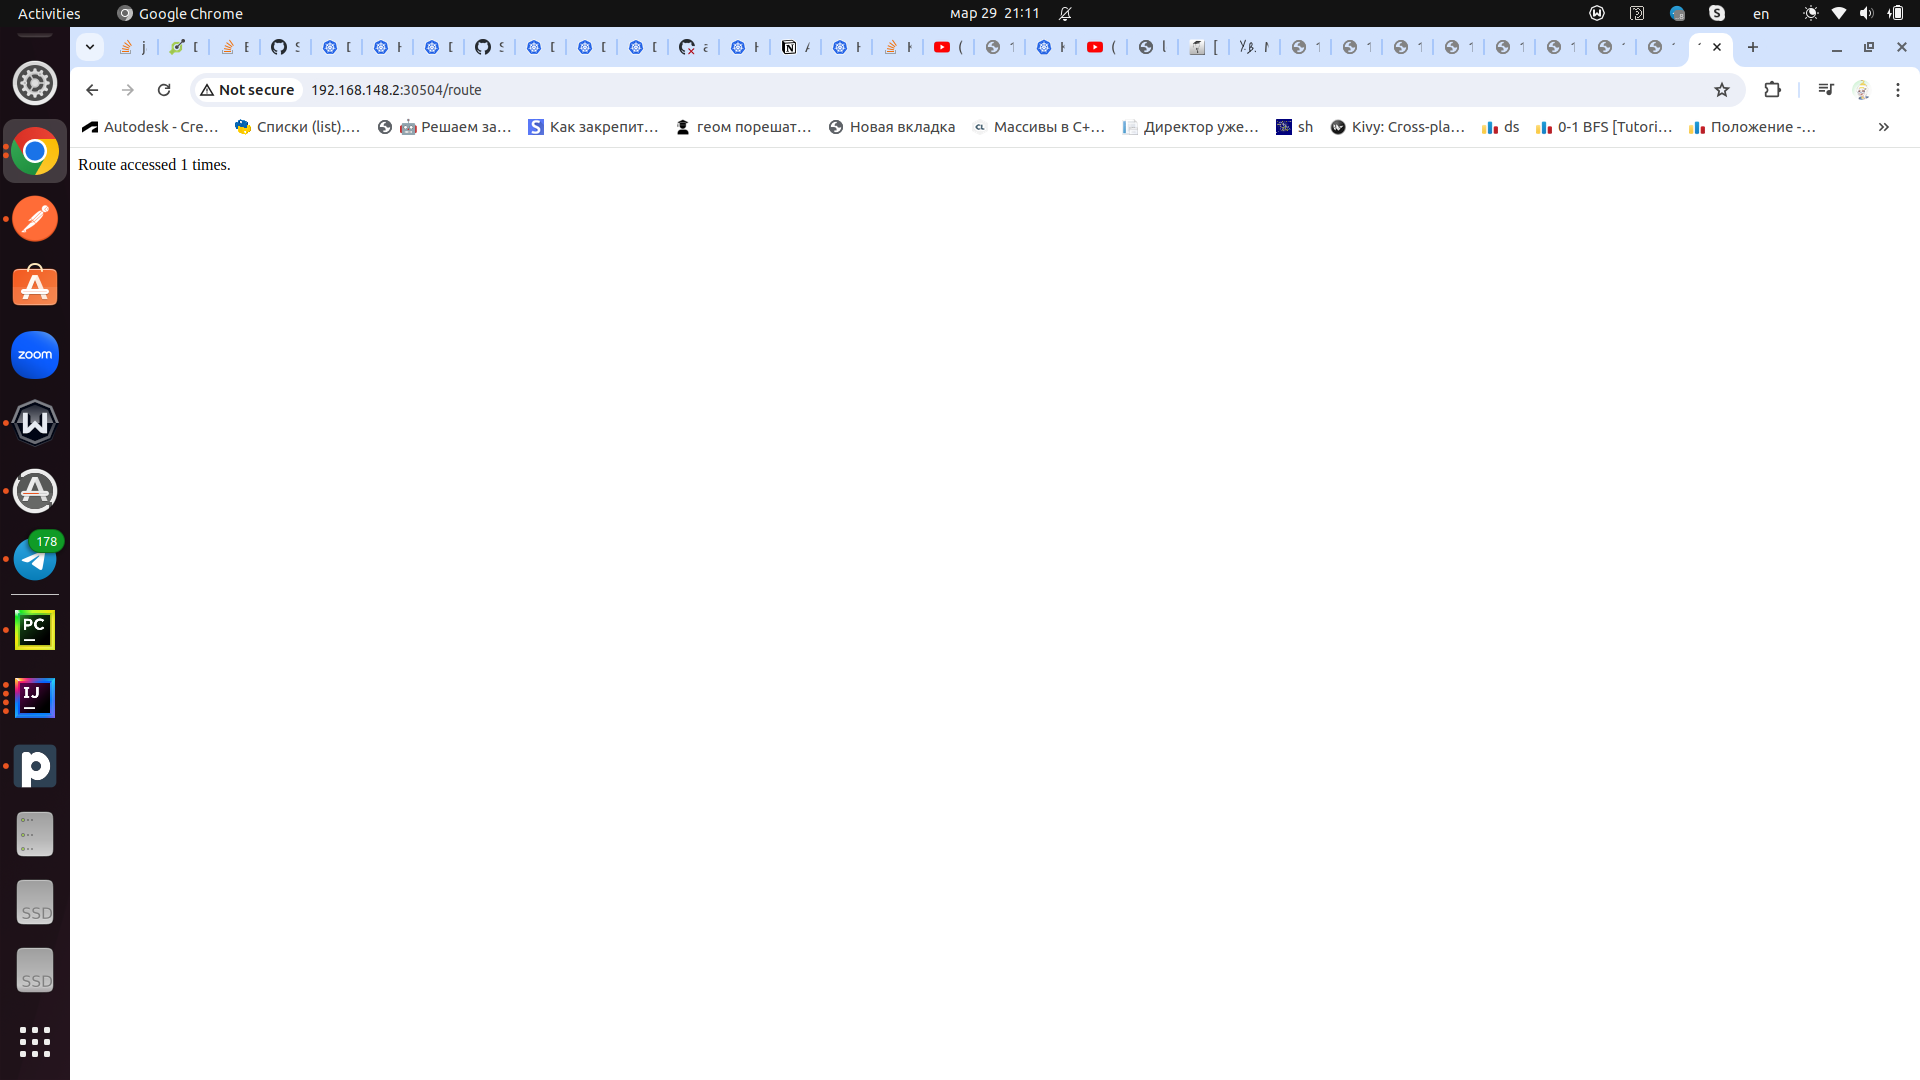 Activities
Google Chrome
мар 29 21:11
en
Not secure
192.168.148.2:30504/route
Autodesk - Cre...
Списки (list)....
Решаем за...
Как закрепит...
геом порешат...
Новая вкладка
CL
Массивы в C+...
Директор уже...
sh
Kivy: Cross-pla...
ds
0-1 BFS [Tutori...
Положение -...
Route accessed 1 times.
zoom
178
PC
IJ
SSD
SSD